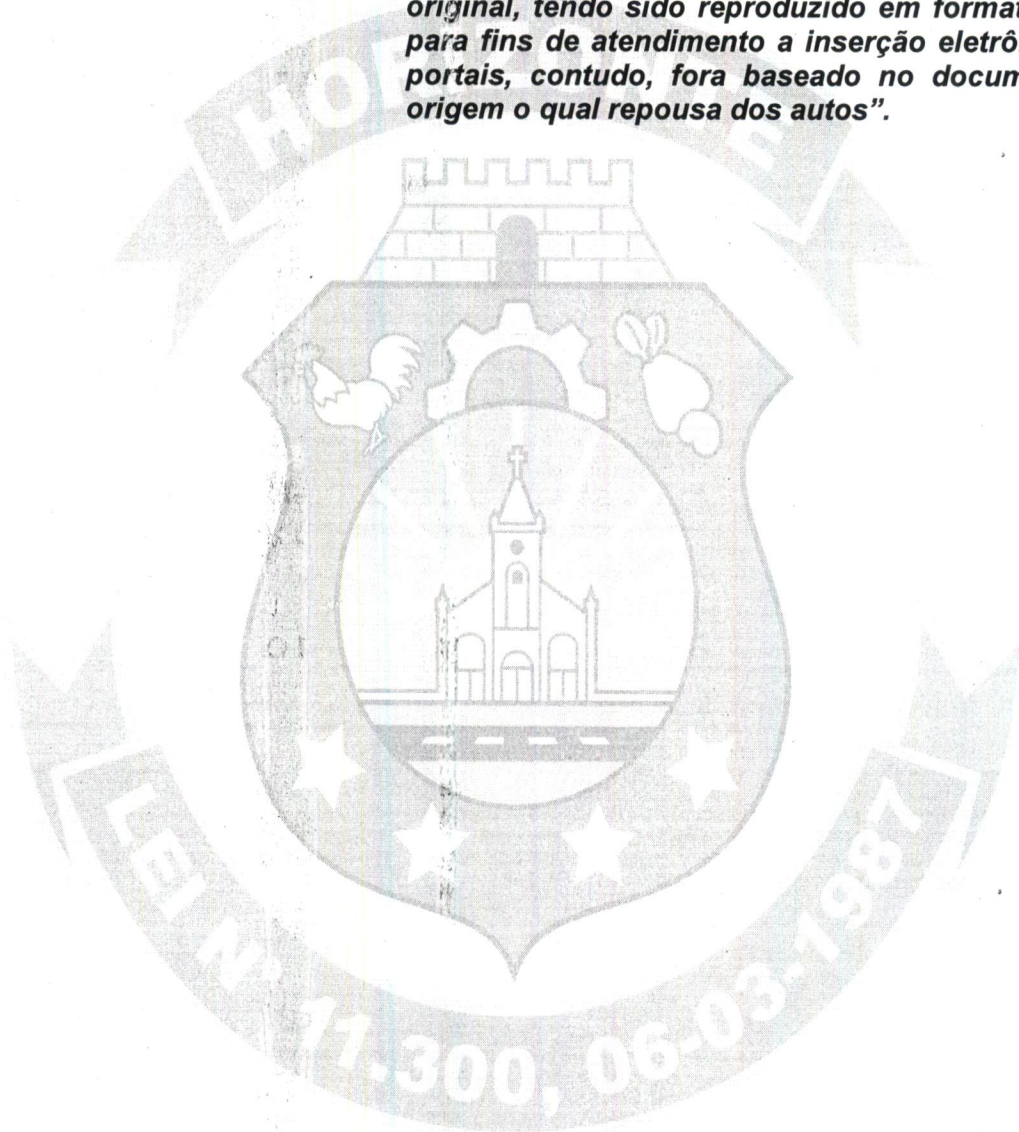 original, tendo sido reproduzido em format
para fins de atendimento a inserção eletrô
portais, contudo, fora baseado no docum
origem o qual repousa dos autos".
HORIZONTE
LEI Nº 11.300, 06-03-1987